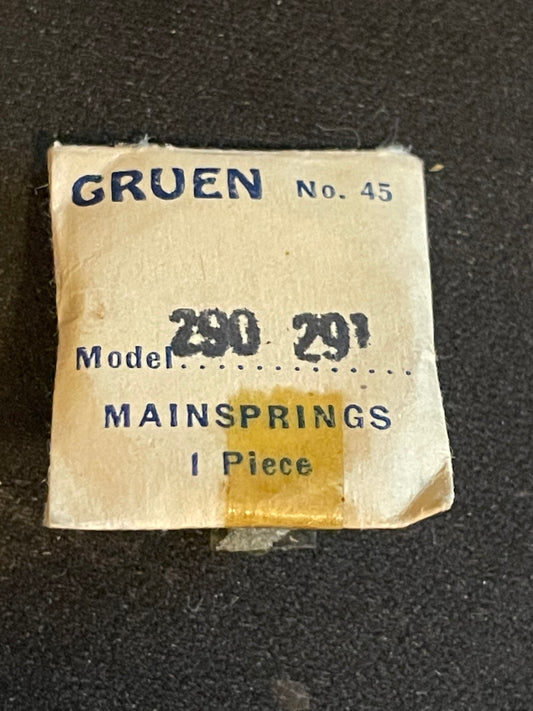 GRUEN No. 45
Model 290 291
MAINSPRINGS
1 Piece